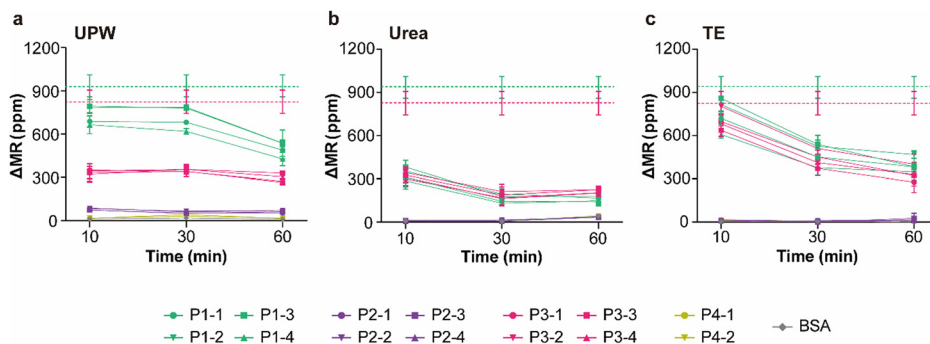 a
UPW
ΔMR (ppm)
1200
900
600
300
0
10
30
60
Time (min)
b
Urea
ΔMR (ppm)
1200
900
600
300
0
10
30
60
Time (min)
c
TE
ΔMR (ppm)
1200
900
600
300
0
10
30
60
Time (min)
P1-1 P1-3 P2-1 P2-3 P3-1 P3-3 P4-1 BSA
P1-2 P1-4 P2-2 P2-4 P3-2 P3-4 P4-2